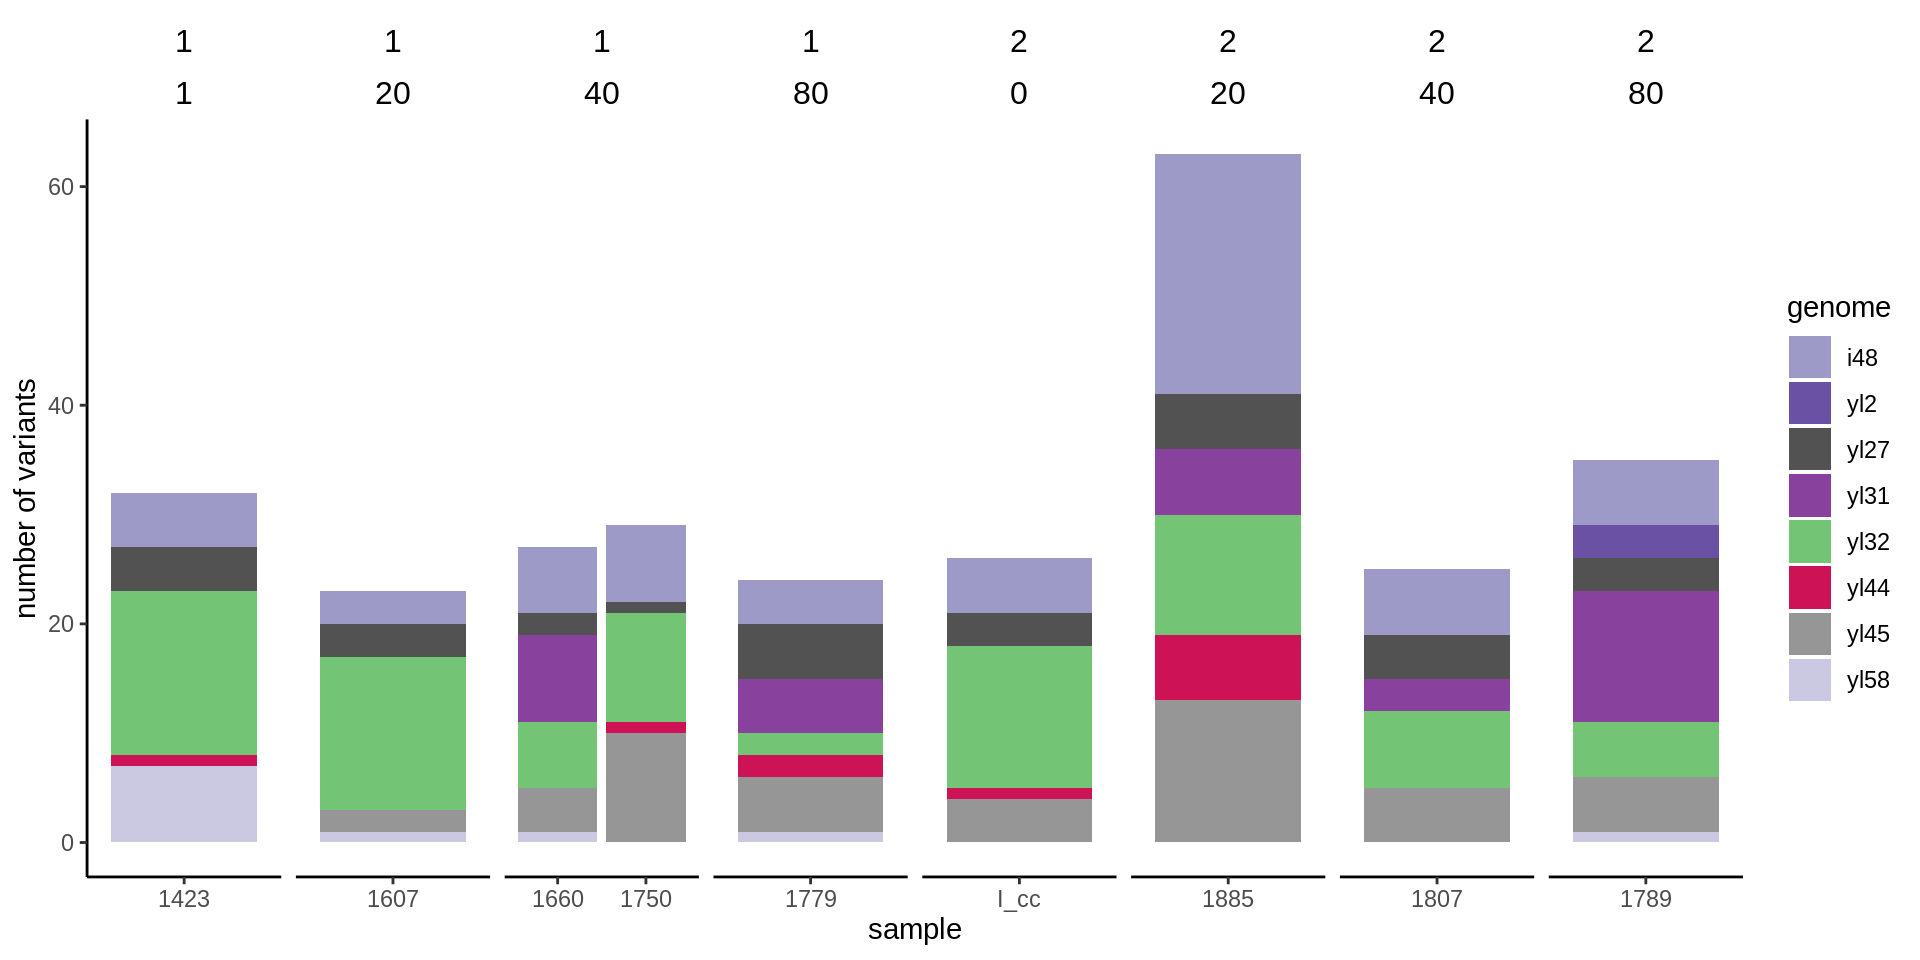 1 1 1 1 2 2 2 2
1 20 40 80 0 20 40 80
60
40
20
0
number of variants
1423 1607 1660 1750 1779 I_cc 1885 1807 1789
sample
genome
i48
yl2
yl27
yl31
yl32
yl44
yl45
yl58